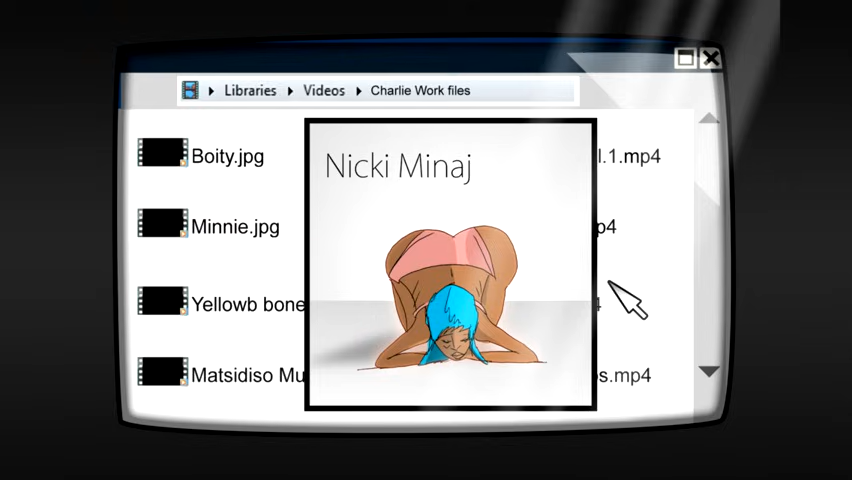 Libraries Videos Charlie Work files
Nicki Minaj
Boity.jpg
l.1.mp4
Minnie.jpg
p4
Yellowb bone
Matsidiso Mu
s.mp4